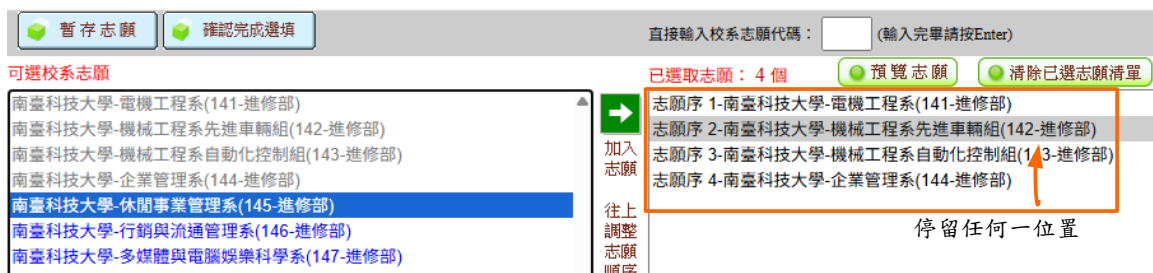 暫存志願
確認完成選填
直接輸入校系志願代碼：
(輸入完畢請按Enter)
可選校系志願
已選取志願： 4 個
預覽志願
清除已選志願清單
南臺科技大學-電機工程系(141-進修部)
南臺科技大學-機械工程系先進車輛組(142-進修部)
南臺科技大學-機械工程系自動化控制組(143-進修部)
南臺科技大學-企業管理系(144-進修部)
南臺科技大學-休閒事業管理系(145-進修部)
南臺科技大學-行銷與流通管理系(146-進修部)
南臺科技大學-多媒體與電腦娛樂科學系(147-進修部)
加入
志願
往上
調整
志願
順序
志願序 1-南臺科技大學-電機工程系(141-進修部)
志願序 2-南臺科技大學-機械工程系先進車輛組(142-進修部)
志願序 3-南臺科技大學-機械工程系自動化控制組(143-進修部)
志願序 4-南臺科技大學-企業管理系(144-進修部)
停留任何一位置